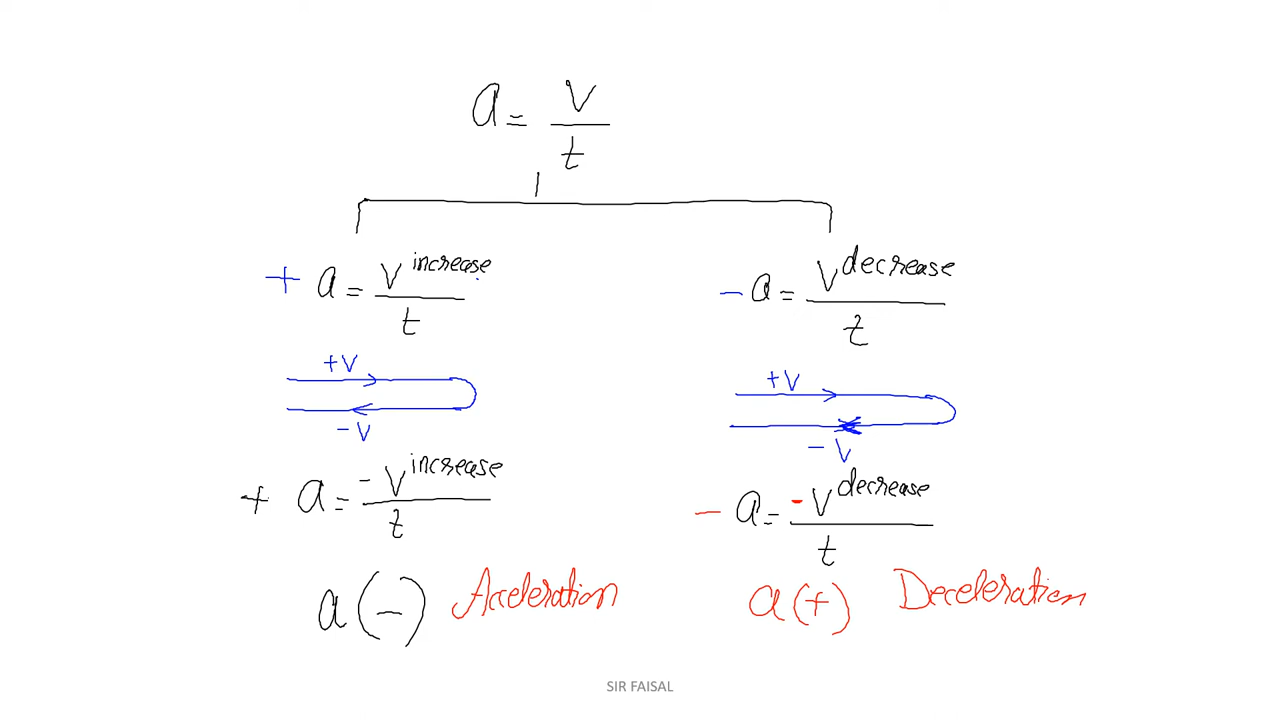 a = V / t
+ a = V increase / t
- a = V decrease / t
+V
-V
+V
-V
+ a = -V increase / t
- a = -V decrease / t
a (-) Acceleration
a (+) Deceleration
SIR FAISAL